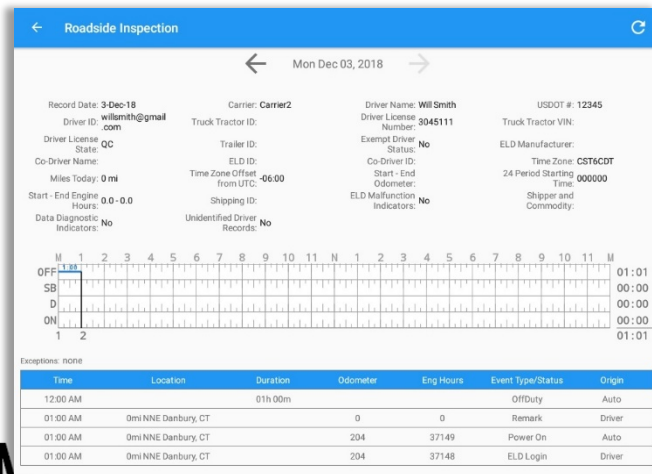 Roadside Inspection
Mon Dec 03, 2018
Record Date: 3-Dec-18 Carrier: Carrier2 Driver Name: Will Smith USDOT #: 12345
Driver ID: willsmith@gmail.com Truck Tractor ID: Driver License Number: 3045111 Truck Tractor VIN:
Driver License State: QC Trailer ID: Exempt Driver Status: No ELD Manufacturer:
Co-Driver Name: ELD ID: Co-Driver ID: Time Zone: CST6CDT
Miles Today: 0 mi Time Zone Offset from UTC: -06:00 Start - End Odometer: 24 Period Starting Time: 000000
Start - End Engine Hours: 0.0 - 0.0 Shipping ID: ELD Malfunction Indicators: No Shipper and Commodity:
Data Diagnostic Indicators: No Unidentified Driver Records: No
M 1 2 3 4 5 6 7 8 9 10 11 N 1 2 3 4 5 6 7 8 9 10 11 M
OFF 1:00 01:01
SB 00:00
D 00:00
ON 00:00
1 2 01:01
Exceptions: none
Time Location Duration Odometer Eng Hours Event Type/Status Origin
12:00 AM 01h 00m OffDuty Auto
01:00 AM 0mi NNE Danbury, CT 0 0 Remark Driver
01:00 AM 0mi NNE Danbury, CT 204 37149 Power On Auto
01:00 AM 0mi NNE Danbury, CT 204 37148 ELD Login Driver